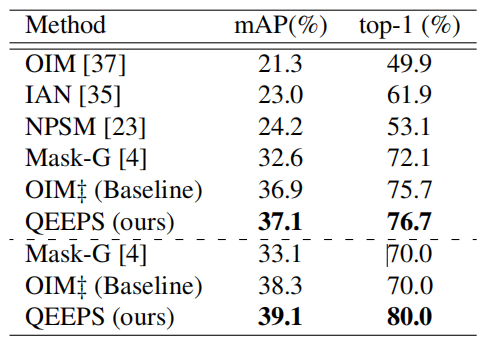 Method mAP(%) top-1 (%)
OIM [37] 21.3 49.9
IAN [35] 23.0 61.9
NPSM [23] 24.2 53.1
Mask-G [4] 32.6 72.1
OIM‡ (Baseline) 36.9 75.7
QEEPS (ours) 37.1 76.7
Mask-G [4] 33.1 70.0
OIM‡ (Baseline) 38.3 70.0
QEEPS (ours) 39.1 80.0